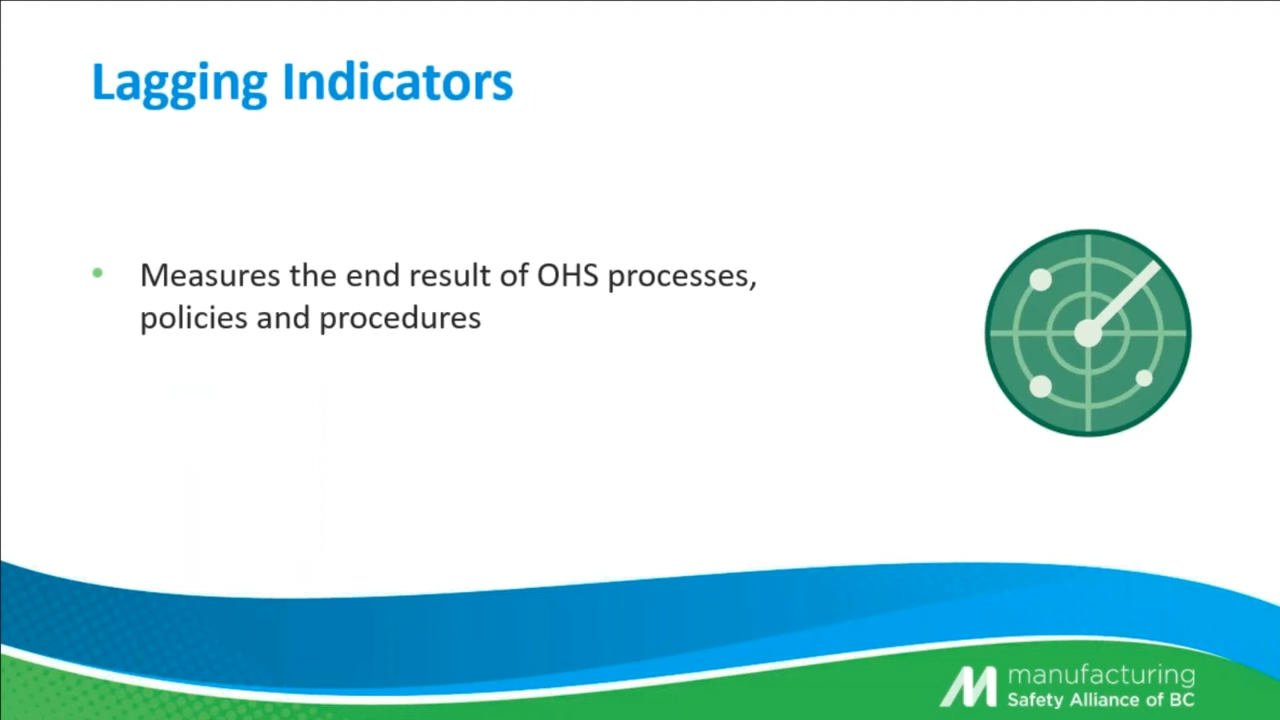 Lagging Indicators
• Measures the end result of OHS processes,
policies and procedures
manufacturing
Safety Alliance of BC